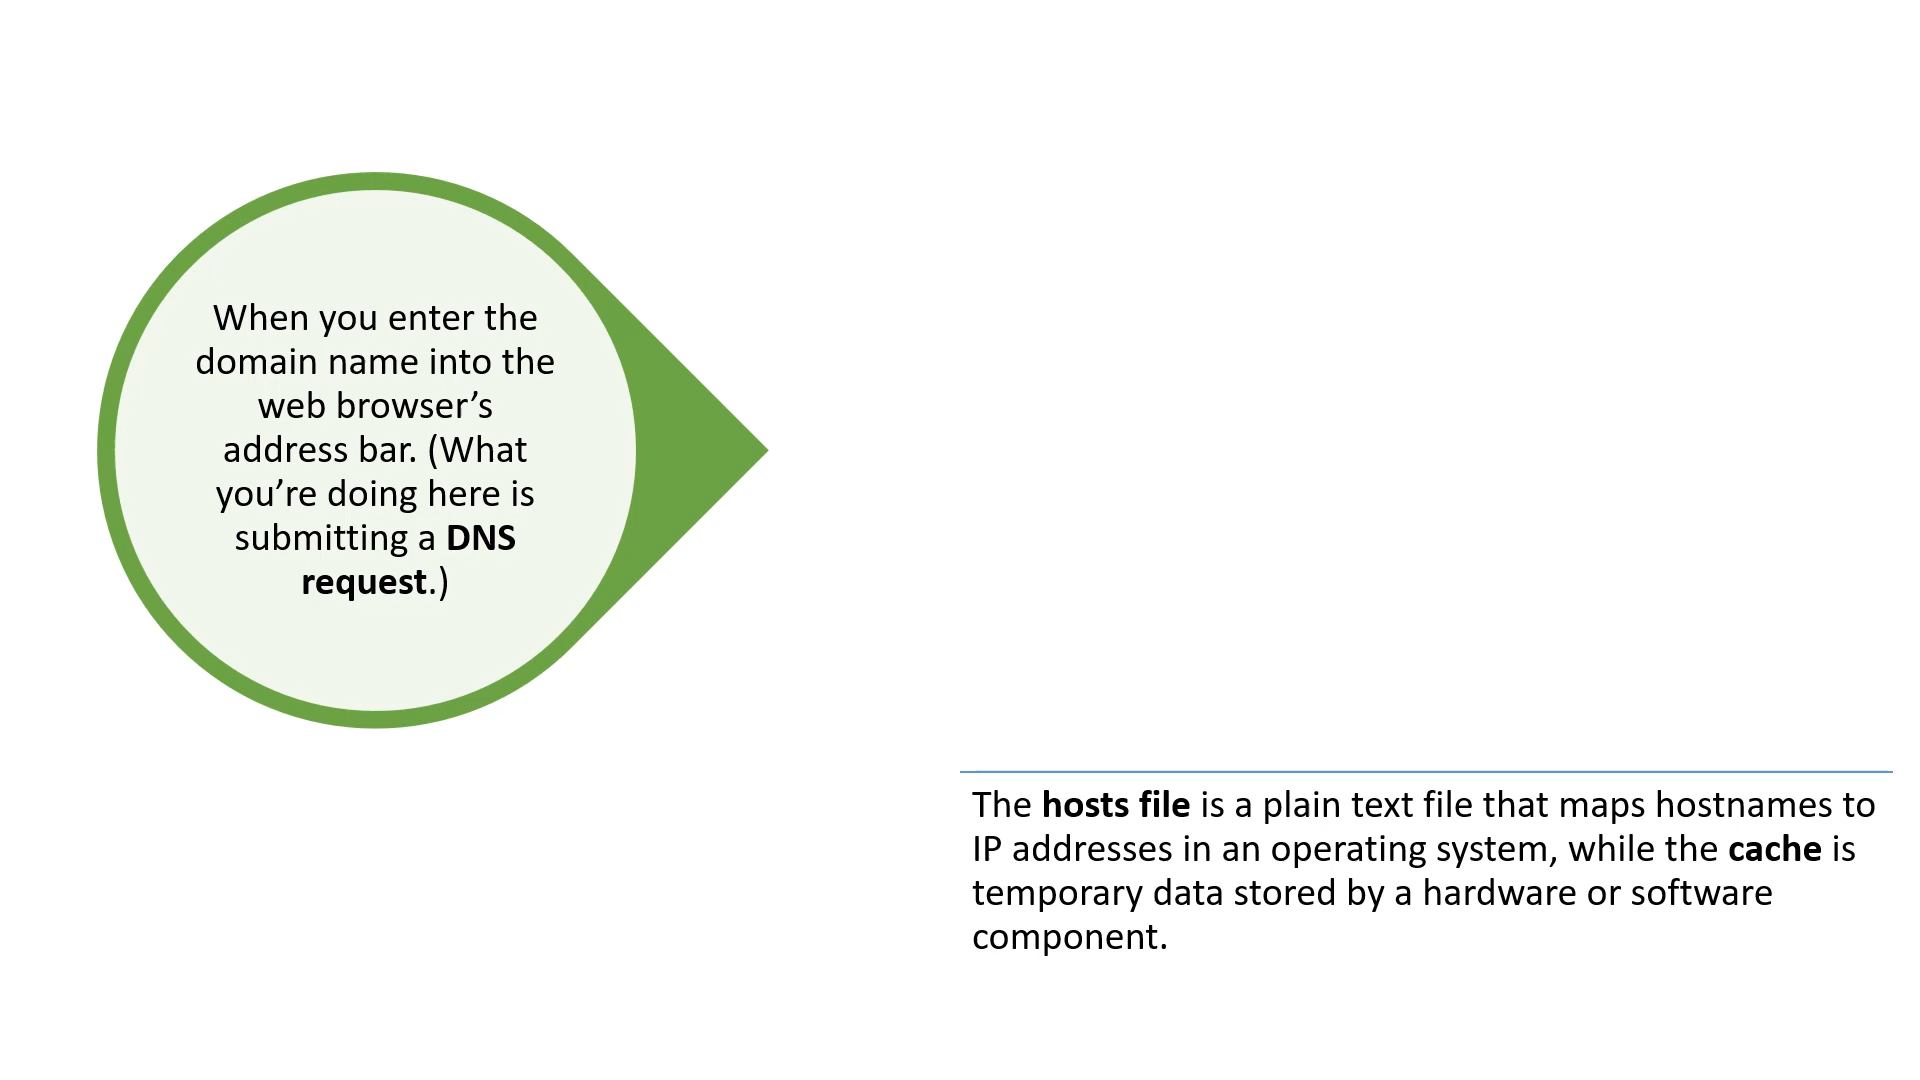 When you enter the
domain name into the
web browser’s
address bar. (What
you’re doing here is
submitting a DNS
request.)
The hosts file is a plain text file that maps hostnames to
IP addresses in an operating system, while the cache is
temporary data stored by a hardware or software
component.